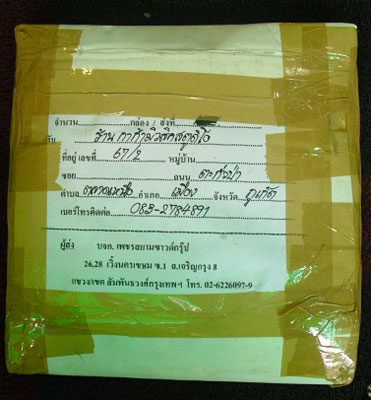 จำนวน..........กล่อง / ส่งที่
รับ ร้าน กาก้ามิวสิคสตูดิโอ
ที่อยู่ เลขที่ 67/2 หมู่บ้าน
ซอย ถนน ตะกั่วป่า
ตำบล ตลาดเหนือ อำเภอ เมือง จังหวัด ภูเก็ต
เบอร์โทรติดต่อ 083-2784891
ผู้ส่ง บจก. เพชรสยามซาวด์กรุ๊ป
26,28 เวิ้งนครเขษม ซ.1 ถ.เจริญกรุง 8
แขวง/เขต สัมพันธวงศ์กรุงเทพฯ โทร. 02-6226097-9